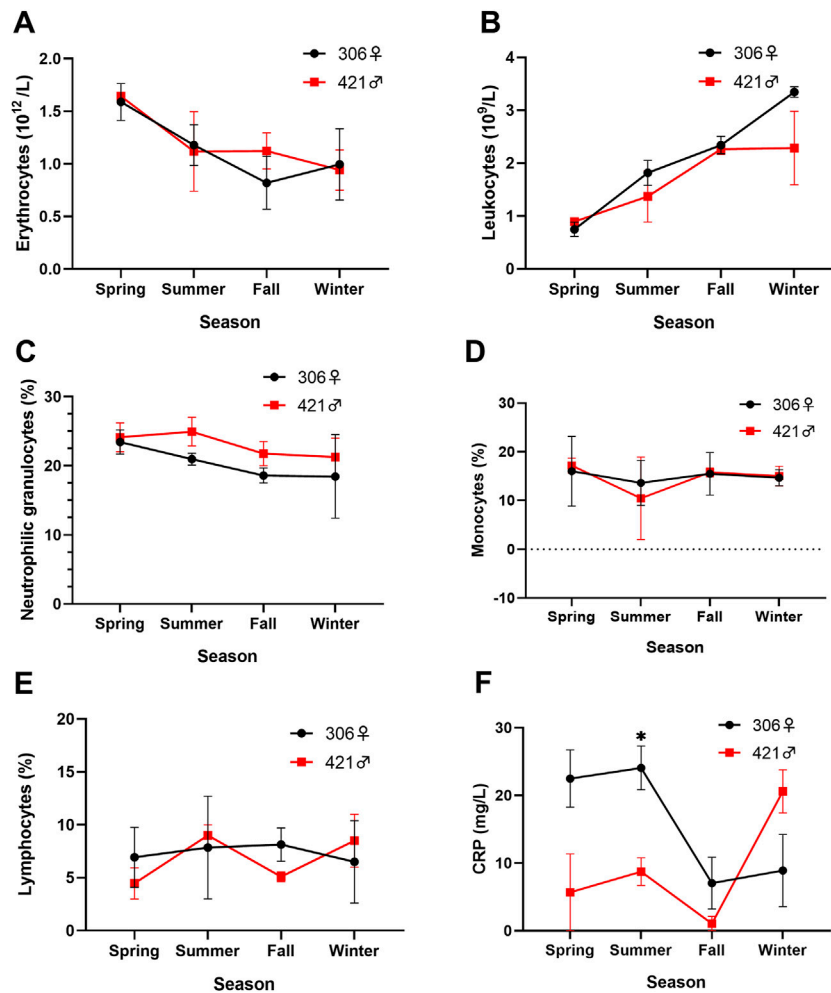 A
306♀
421♂
Erythrocytes (10¹²/L)
2.0
1.5
1.0
0.5
0.0
Spring Summer Fall Winter
Season
B
306♀
421♂
Leukocytes (10⁹/L)
4
3
2
1
0
Spring Summer Fall Winter
Season
C
306♀
421♂
Neutrophilic granulocytes (%)
30
20
10
0
Spring Summer Fall Winter
Season
D
306♀
421♂
Monocytes (%)
30
20
10
0
-10
Spring Summer Fall Winter
Season
E
306♀
421♂
Lymphocytes (%)
20
15
10
5
0
Spring Summer Fall Winter
Season
F
306♀
421♂
*
CRP (mg/L)
30
20
10
0
Spring Summer Fall Winter
Season